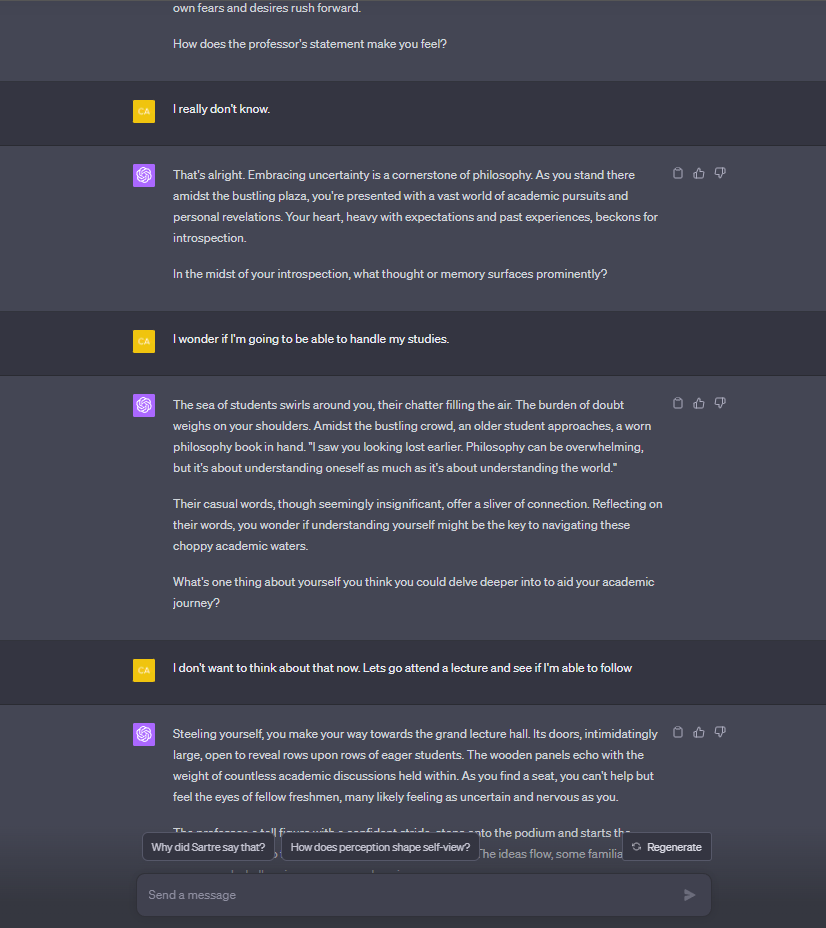 own fears and desires rush forward.
How does the professor's statement make you feel?
CA
I really don't know.
That's alright. Embracing uncertainty is a cornerstone of philosophy. As you stand there
amidst the bustling plaza, you're presented with a vast world of academic pursuits and
personal revelations. Your heart, heavy with expectations and past experiences, beckons for
introspection.
In the midst of your introspection, what thought or memory surfaces prominently?
CA
I wonder if I'm going to be able to handle my studies.
The sea of students swirls around you, their chatter filling the air. The burden of doubt
weighs on your shoulders. Amidst the bustling crowd, an older student approaches, a worn
philosophy book in hand. "I saw you looking lost earlier. Philosophy can be overwhelming,
but it's about understanding oneself as much as it's about understanding the world."
Their casual words, though seemingly insignificant, offer a sliver of connection. Reflecting on
their words, you wonder if understanding yourself might be the key to navigating these
choppy academic waters.
What's one thing about yourself you think you could delve deeper into to aid your academic
journey?
CA
I don't want to think about that now. Lets go attend a lecture and see if I'm able to follow
Steeling yourself, you make your way towards the grand lecture hall. Its doors, intimidatingly
large, open to reveal rows upon rows of eager students. The wooden panels echo with the
weight of countless academic discussions held within. As you find a seat, you can't help but
feel the eyes of fellow freshmen, many likely feeling as uncertain and nervous as you.
The professor, a tall figure with a confident stride, steps onto the podium and starts the
Why did Sartre say that?
How does perception shape self-view?
The ideas flow, some
Regenerate
Send a message